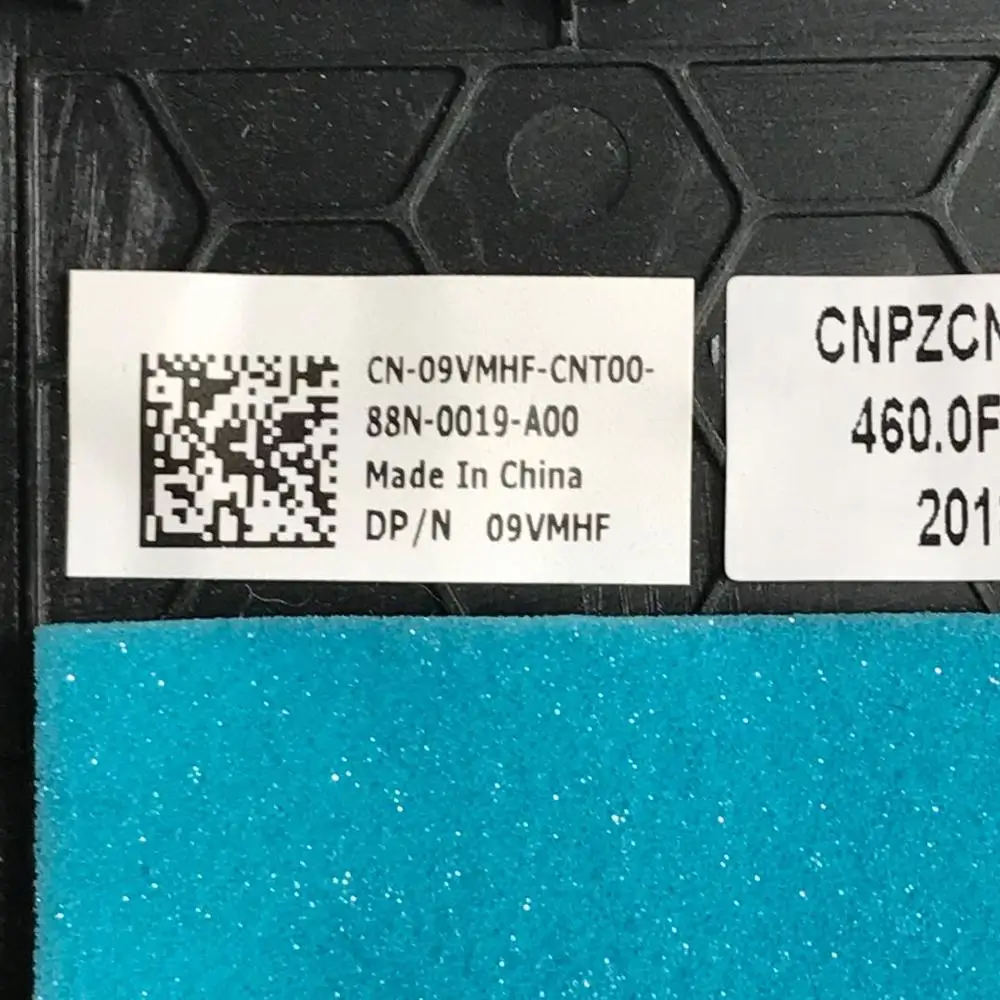 CN-09VMHF-CNT00-
88N-0019-A00
Made In China
DP/N 09VMHF
CNPZCN
460.0F
201